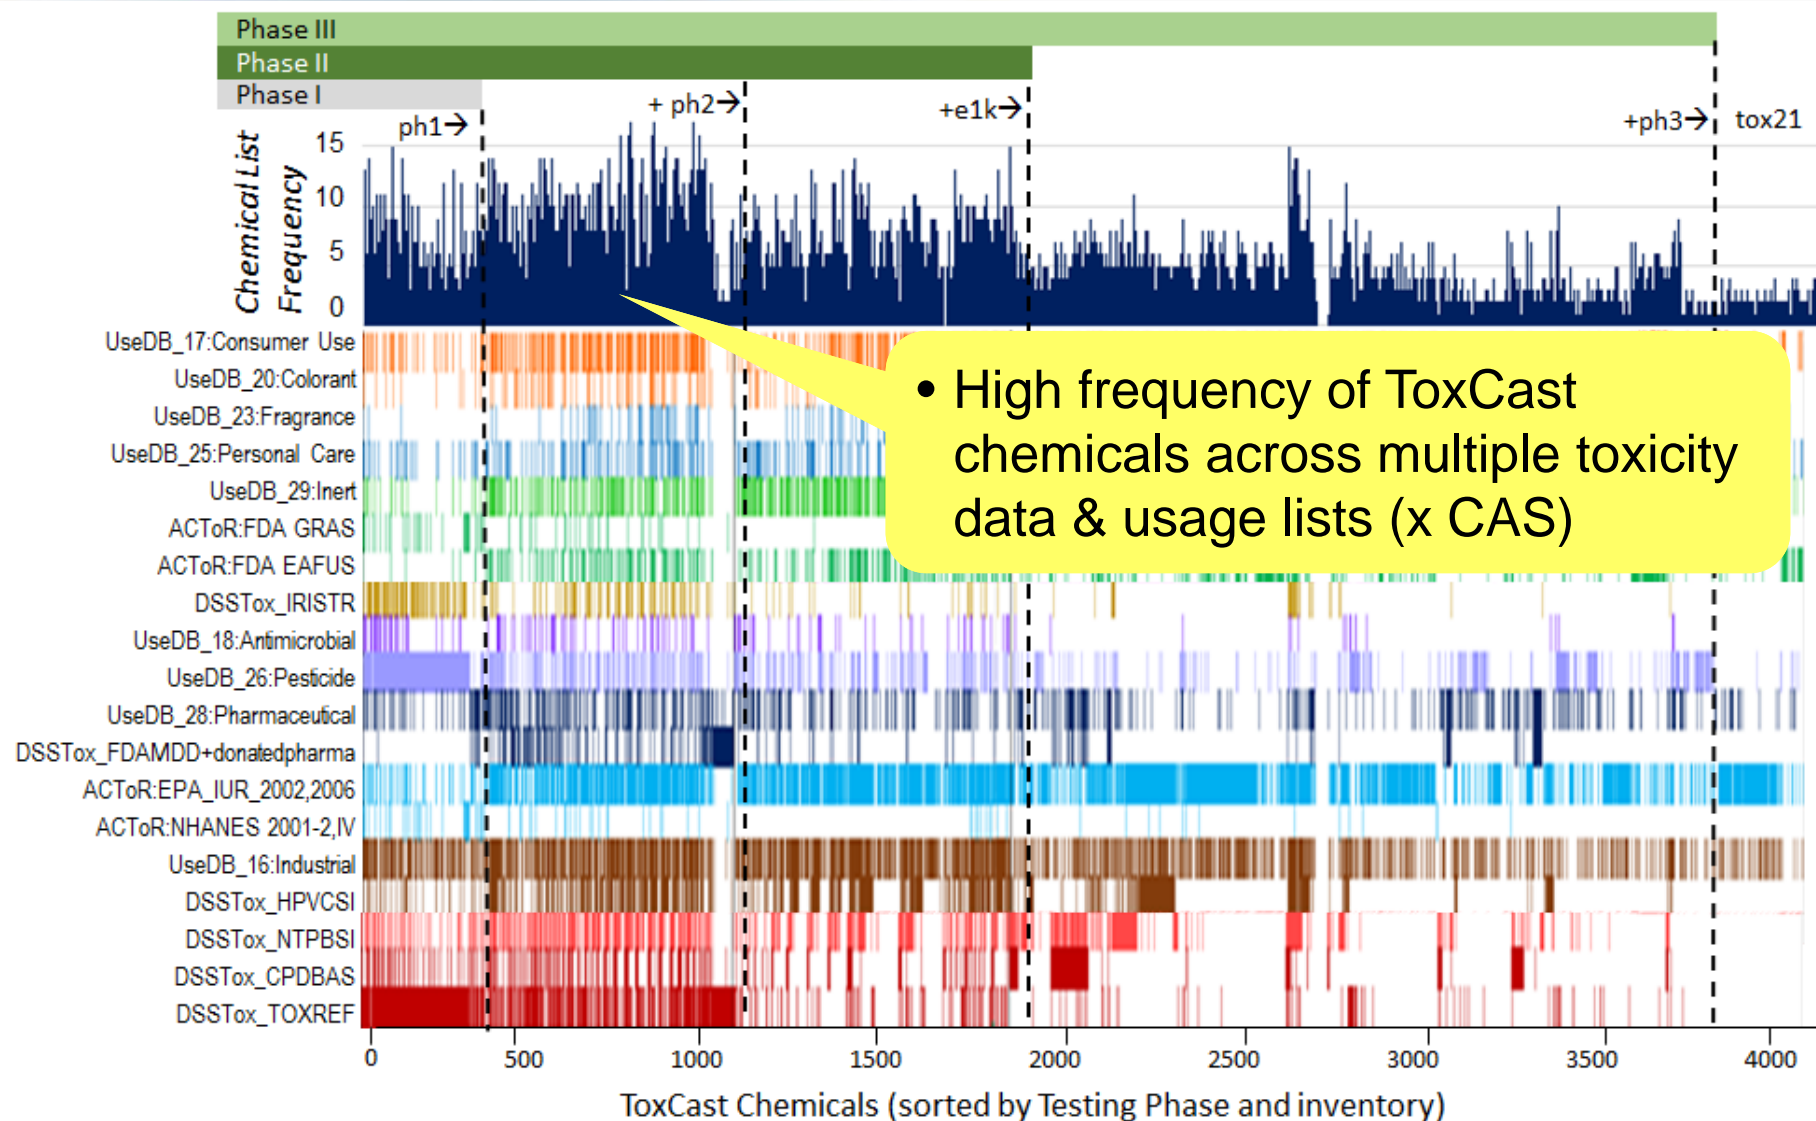 Phase III
Phase II
Phase I
ph1→
+ ph2→
+e1k→
+ph3→
tox21
Chemical List
Frequency
15
10
5
0
UseDB_17:Consumer Use
UseDB_20:Colorant
UseDB_23:Fragrance
UseDB_25:Personal Care
UseDB_29:Inert
ACToR:FDA GRAS
ACToR:FDA EAFUS
DSSTox_IRISTR
UseDB_18:Antimicrobial
UseDB_26:Pesticide
UseDB_28:Pharmaceutical
DSSTox_FDAMDD+donatedpharma
ACToR:EPA_IUR_2002,2006
ACToR:NHANES 2001-2,IV
UseDB_16:Industrial
DSSTox_HPVCSI
DSSTox_NTPBSI
DSSTox_CPDBAS
DSSTox_TOXREF
• High frequency of ToxCast
chemicals across multiple toxicity
data & usage lists (x CAS)
0 500 1000 1500 2000 2500 3000 3500 4000
ToxCast Chemicals (sorted by Testing Phase and inventory)